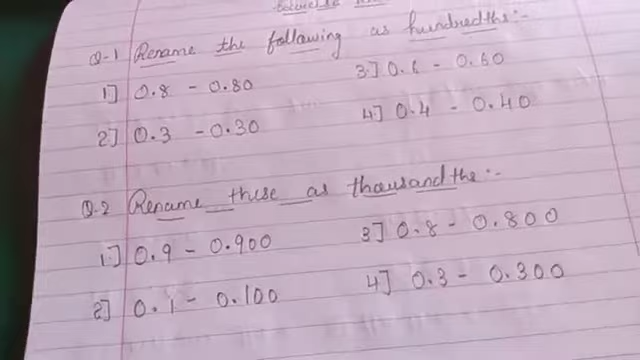 Q-1 Rename the following as hundredths:-
1] 0.8 - 0.80
3] 0.6 - 0.60
2] 0.3 - 0.30
4] 0.4 - 0.40
Q.2 Rename these as thousandths:-
1] 0.9 - 0.900
3] 0.8 - 0.800
2] 0.1 - 0.100
4] 0.3 - 0.300